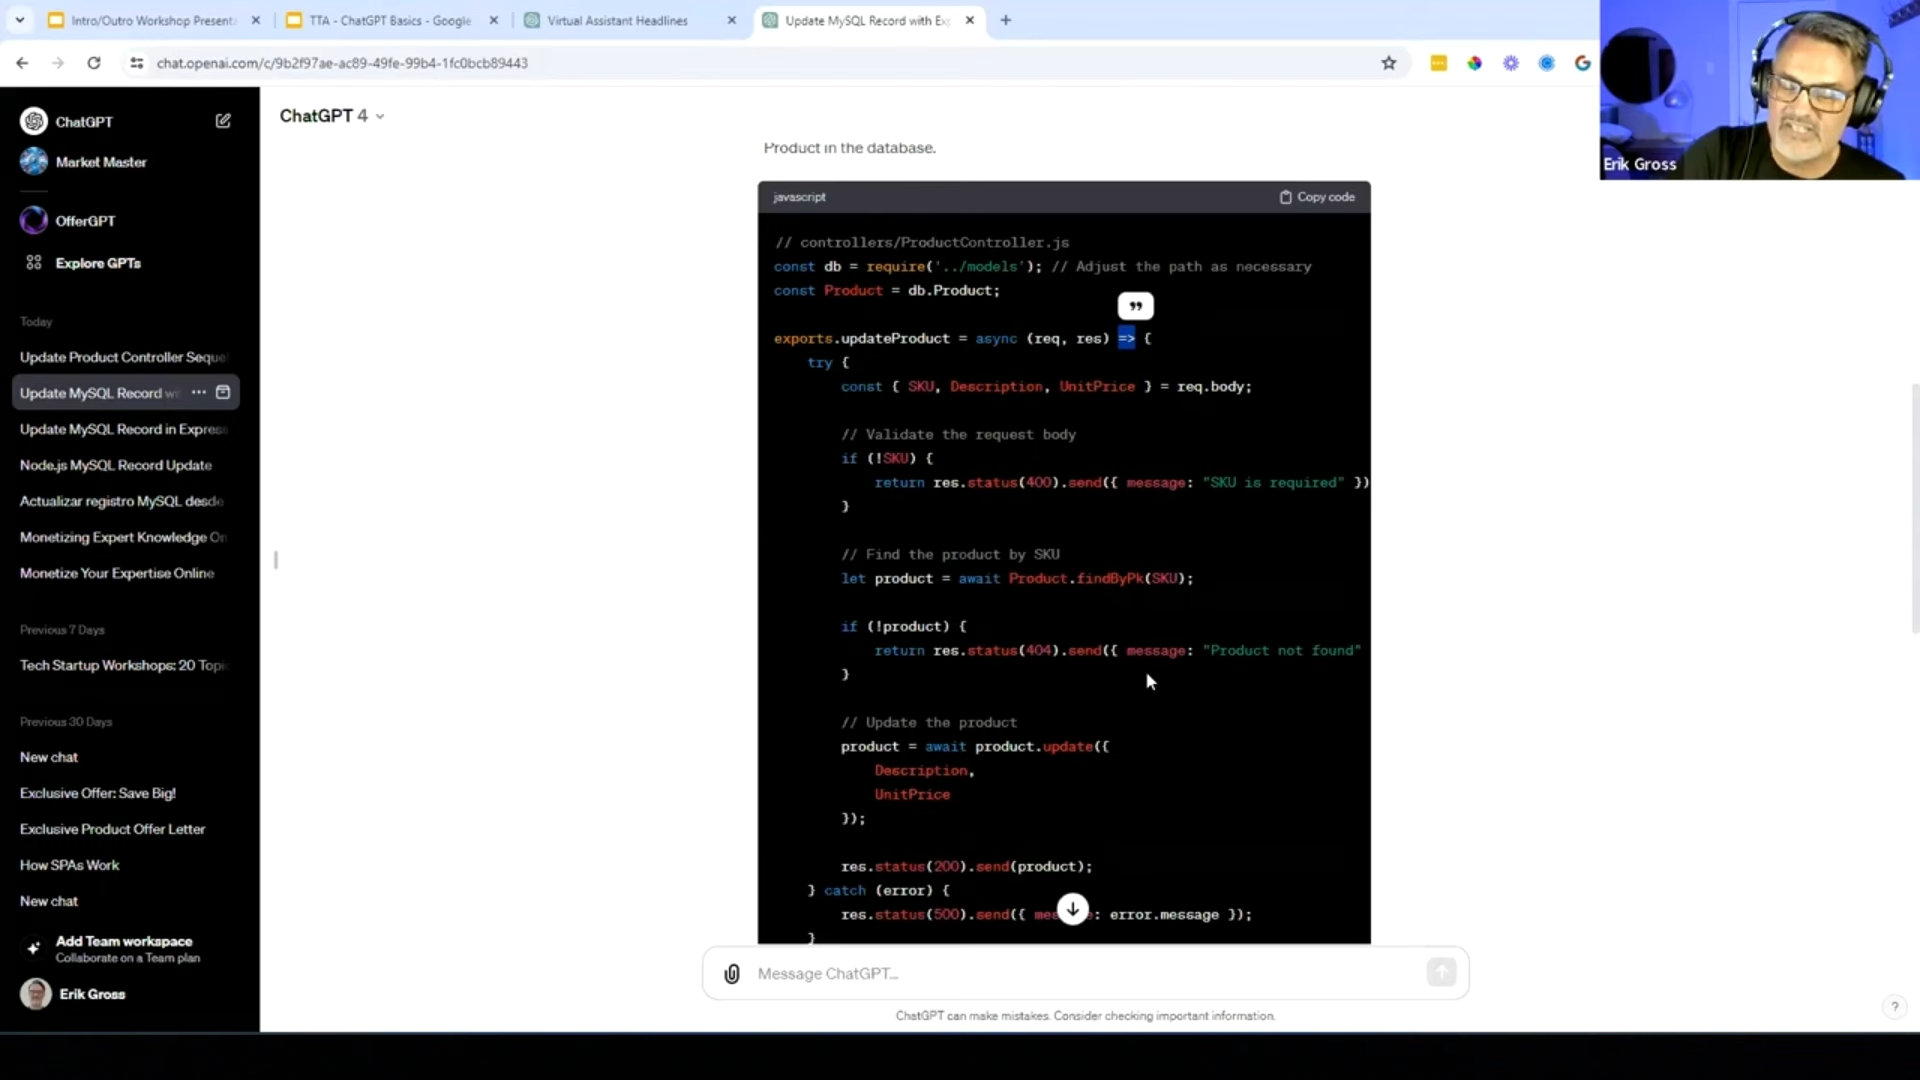 Intro/Outro Workshop Present
TTA - ChatGPT Basics - Google
Virtual Assistant Headlines
Update MySQL Record with Ex
chat.openai.com/c/9b2f97ae-ac89-49fe-99b4-1fc0bcb89443
Erik Gross
ChatGPT
Market Master
OfferGPT
Explore GPTs
Today
Update Product Controller Seque
Update MySQL Record wi
Update MySQL Record in Express
Node.js MySQL Record Update
Actualizar registro MySQL desde
Monetizing Expert Knowledge On
Monetize Your Expertise Online
Previous 7 Days
Tech Startup Workshops: 20 Topi
Previous 30 Days
New chat
Exclusive Offer: Save Big!
Exclusive Product Offer Letter
How SPAs Work
New chat
Add Team workspace
Collaborate on a Team plan
Erik Gross
ChatGPT 4
Product in the database.
javascript
Copy code
// controllers/ProductController.js
const db = require('../models'); // Adjust the path as necessary
const Product = db.Product;
exports.updateProduct = async (req, res) => {
try {
const { SKU, Description, UnitPrice } = req.body;
// Validate the request body
if (!SKU) {
return res.status(400).send({ message: "SKU is required" })
}
// Find the product by SKU
let product = await Product.findByPk(SKU);
if (!product) {
return res.status(404).send({ message: "Product not found"
}
// Update the product
product = await product.update({
Description,
UnitPrice
});
res.status(200).send(product);
} catch (error) {
res.status(500).send({ me : error.message });
}
Message ChatGPT...
ChatGPT can make mistakes. Consider checking important information.
?